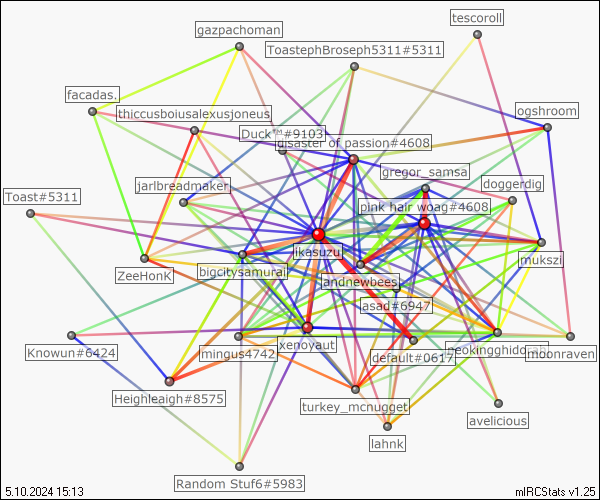 tescoroll
gazpachoman
ToastephBroseph5311#5311
facadas.
thiccusboiusalexusjoneus
ogshroom
Duck™#9103
disaster of passion#4608
gregor_samsa
jarlbreadmaker
doggerdig
Toast#5311
pink hair woag#4608
ikasuzu
mukszi
ZeeHonK
bigcitysamurai
andnewbees
asad#6947
xenoyaut
Knowun#6424
mingus4742
default#0617
moonraven
Heighleaigh#8575
turkey_mcnugget
avelicious
lahnk
Random Stuf6#5983
5.10.2024 15:13
mIRCStats v1.25